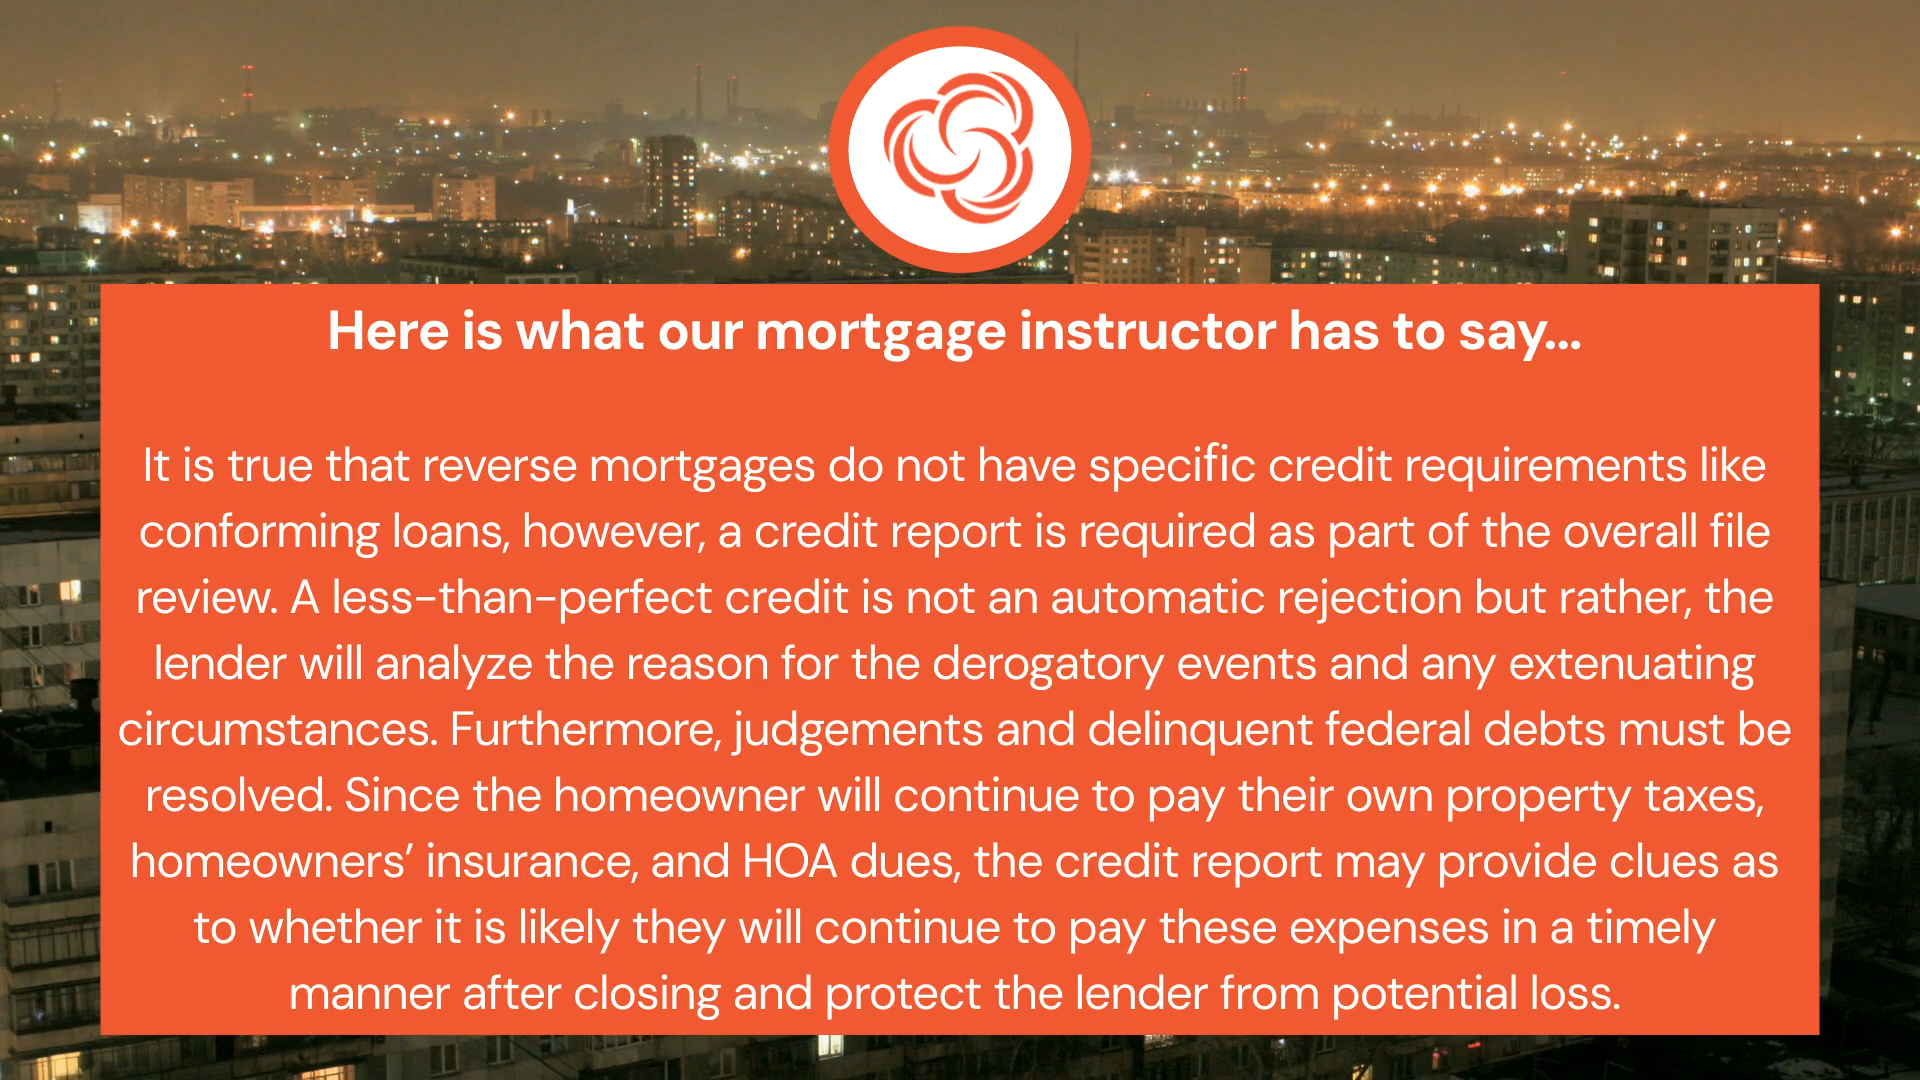 Here is what our mortgage instructor has to say...
It is true that reverse mortgages do not have specific credit requirements like
conforming loans, however, a credit report is required as part of the overall file
review. A less-than-perfect credit is not an automatic rejection but rather, the
lender will analyze the reason for the derogatory events and any extenuating
circumstances. Furthermore, judgements and delinquent federal debts must be
resolved. Since the homeowner will continue to pay their own property taxes,
homeowners’ insurance, and HOA dues, the credit report may provide clues as
to whether it is likely they will continue to pay these expenses in a timely
manner after closing and protect the lender from potential loss.